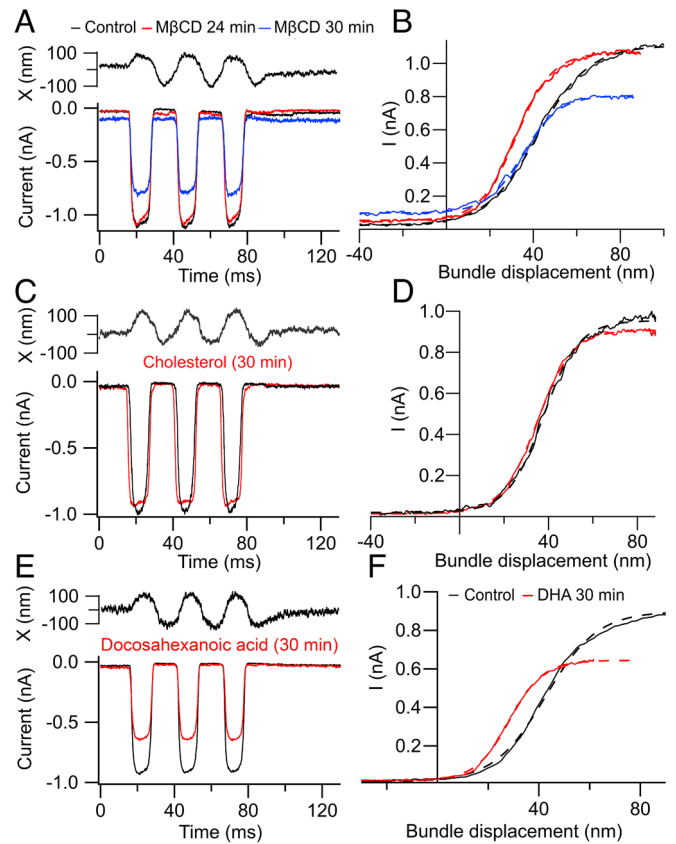 A
Control MβCD 24 min MβCD 30 min
X (nm)
100
0
-100
Current (nA)
0.0
-0.5
-1.0
0 40 80 120
Time (ms)
B
I (nA)
1.0
0.8
0.6
0.4
0.2
-40 0 40 80
Bundle displacement (nm)
C
X (nm)
100
0
-100
Cholesterol (30 min)
Current (nA)
0.0
-0.5
-1.0
0 40 80 120
Time (ms)
D
I (nA)
1.0
0.8
0.6
0.4
0.2
-40 0 40 80
Bundle displacement (nm)
E
X (nm)
100
0
-100
Docosahexanoic acid (30 min)
Current (nA)
0.0
-0.5
-1.0
0 40 80 120
Time (ms)
F
Control DHA 30 min
I (nA)
1.0
0.8
0.6
0.4
0.2
0 40 80
Bundle displacement (nm)